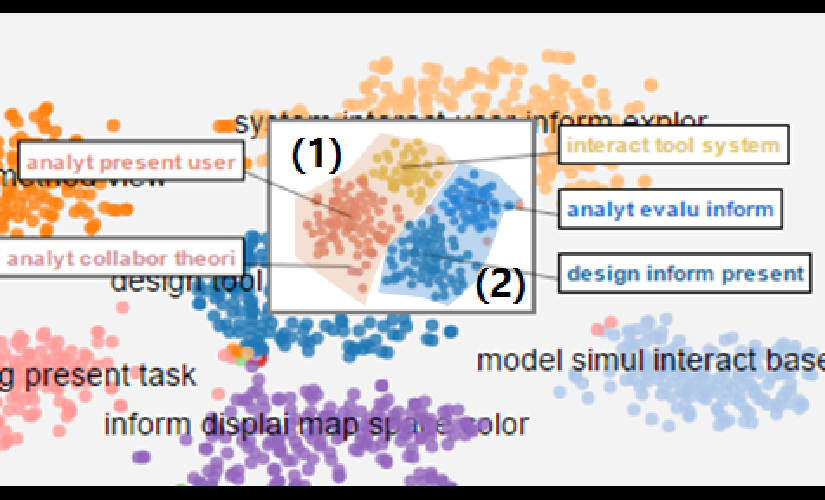 system interact user inform explor
(1)
interact tool system
analyt present user
method view
analyt evalu inform
analyt collabor theori
design inform present
design tool
(2)
model simul interact base
g present task
inform displai map space color